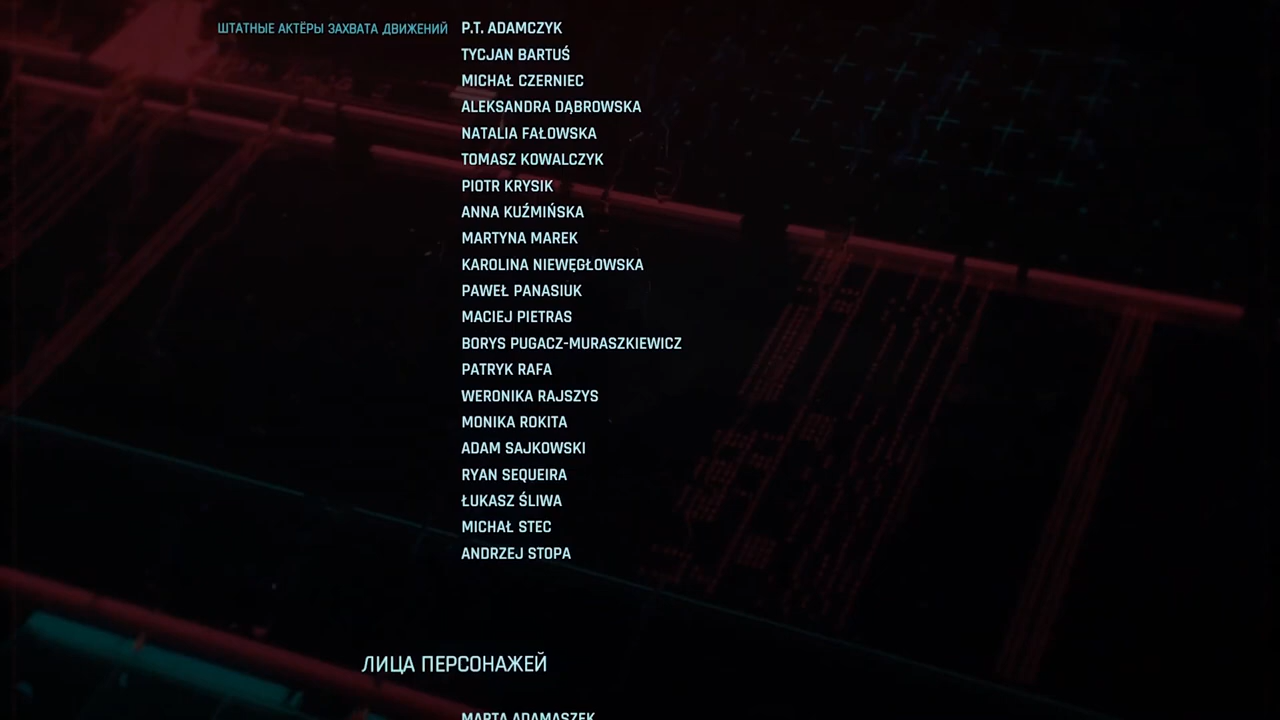 ШТАТНЫЕ АКТЁРЫ ЗАХВАТА ДВИЖЕНИЙ P.T. ADAMCZYK
TYCJAN BARTUŚ
MICHAŁ CZERNIEC
ALEKSANDRA DĄBROWSKA
NATALIA FAŁOWSKA
TOMASZ KOWALCZYK
PIOTR KRYSIK
ANNA KUŹMIŃSKA
MARTYNA MAREK
KAROLINA NIEWĘGŁOWSKA
PAWEŁ PANASIUK
MACIEJ PIETRAS
BORYS PUGACZ-MURASZKIEWICZ
PATRYK RAFA
WERONIKA RAJSZYS
MONIKA ROKITA
ADAM SAJKOWSKI
RYAN SEQUEIRA
ŁUKASZ ŚLIWA
MICHAŁ STEC
ANDRZEJ STOPA
ЛИЦА ПЕРСОНАЖЕЙ
MARTA ADAMASZEK